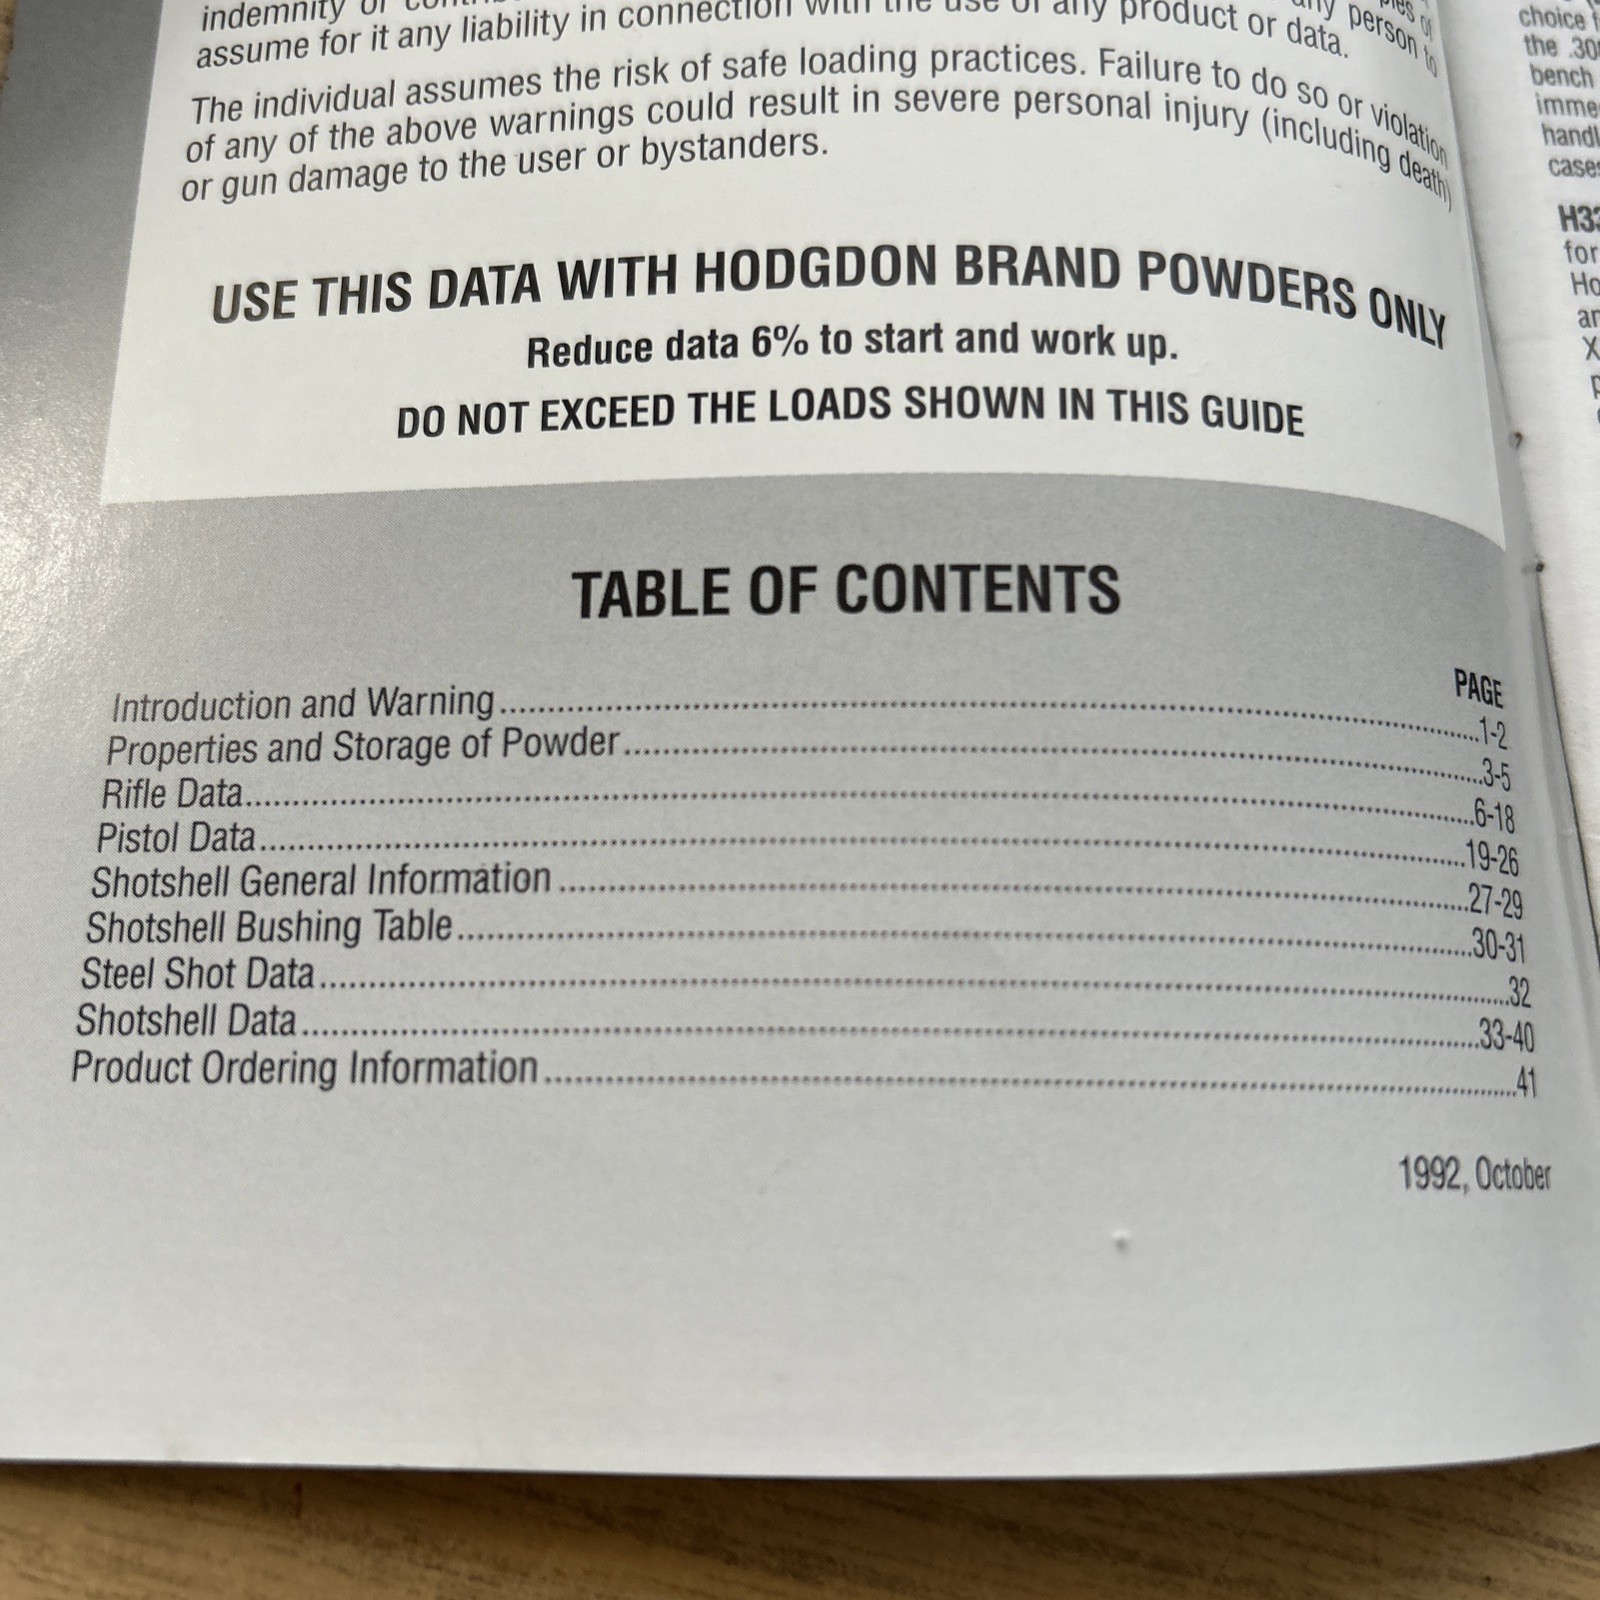 indemnity or
assume for it any liability in connection with the use of any product or data.
any person to
The individual assumes the risk of safe loading practices. Failure to do so or violation
of any of the above warnings could result in severe personal injury (including death)
or gun damage to the user or bystanders.
USE THIS DATA WITH HODGDON BRAND POWDERS ONLY
Reduce data 6% to start and work up.
DO NOT EXCEED THE LOADS SHOWN IN THIS GUIDE
TABLE OF CONTENTS
PAGE
Introduction and Warning 1-2
Properties and Storage of Powder 3-5
Rifle Data 6-18
Pistol Data 19-26
Shotshell General Information 27-29
Shotshell Bushing Table 30-31
Steel Shot Data 32
Shotshell Data 33-40
Product Ordering Information 41
1992, October
choice
the
bench
for